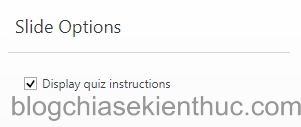 Slide Options
Display quiz instructions
blogchiasekienthuc.com